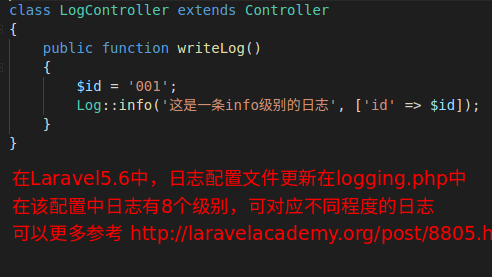 class LogController extends Controller
{
public function writeLog()
{
$id = '001';
Log::info('这是一条info级别的日志', ['id' => $id]);
}
}
在Laravel5.6中，日志配置文件更新在logging.php中
在该配置中日志有8个级别，可对应不同程度的日志
可以更多参考 http://laravelacademy.org/post/8805.h